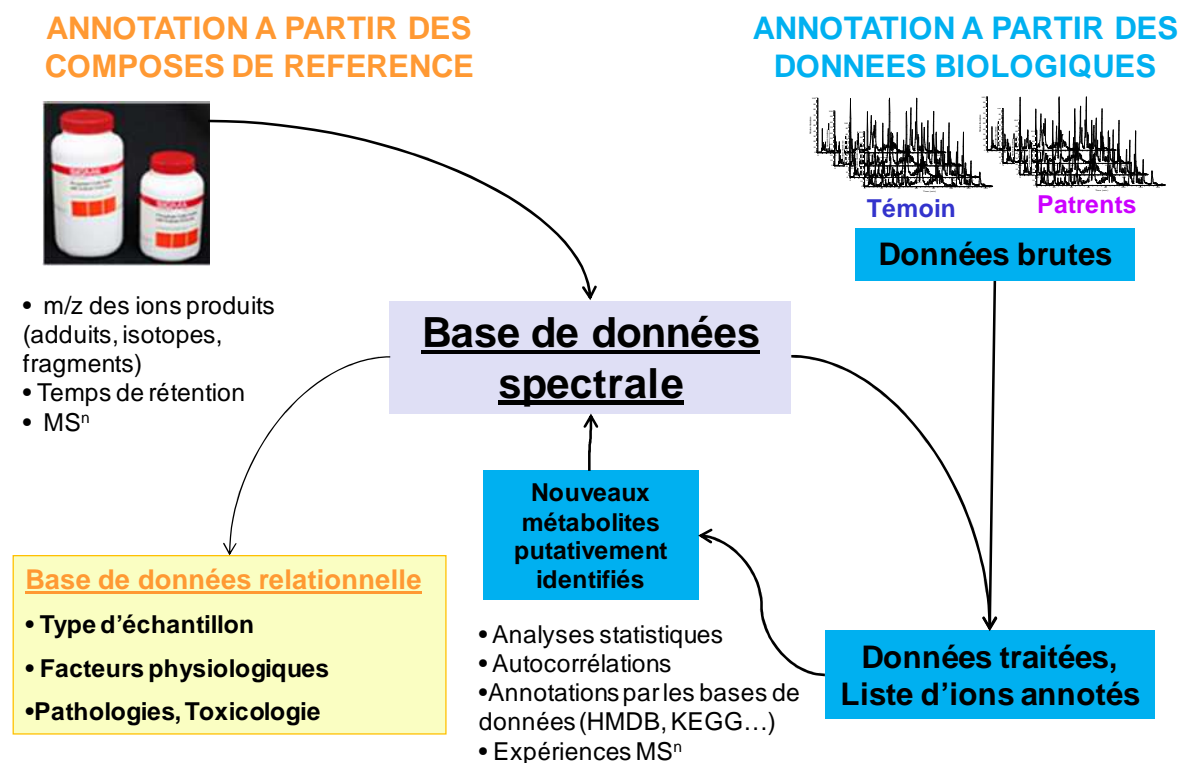 ANNOTATION A PARTIR DES
COMPOSES DE REFERENCE
ANNOTATION A PARTIR DES
DONNEES BIOLOGIQUES
SIGMA
SIGMA
Témoin
Patrents
Données brutes
• m/z des ions produits
(adduits, isotopes,
fragments)
• Temps de rétention
• MSⁿ
Base de données
spectrale
Nouveaux
métabolites
putativement
identifiés
Base de données relationnelle
• Type d'échantillon
• Facteurs physiologiques
•Pathologies, Toxicologie
• Analyses statistiques
• Autocorrélations
•Annotations par les bases de
données (HMDB, KEGG…)
• Expériences MSⁿ
Données traitées,
Liste d'ions annotés